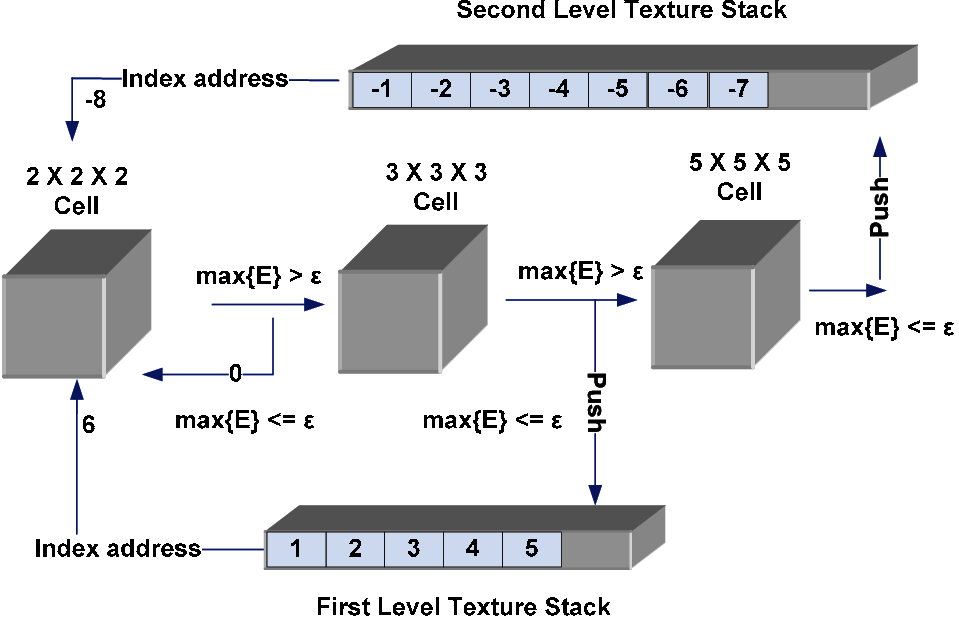 Second Level Texture Stack
Index address
-1 -2 -3 -4 -5 -6 -7
-8
2 X 2 X 2
Cell
3 X 3 X 3
Cell
5 X 5 X 5
Cell
Push
max{E} > ε
max{E} > ε
max{E} <= ε
0
6
max{E} <= ε
max{E} <= ε
Push
Index address
1 2 3 4 5
First Level Texture Stack